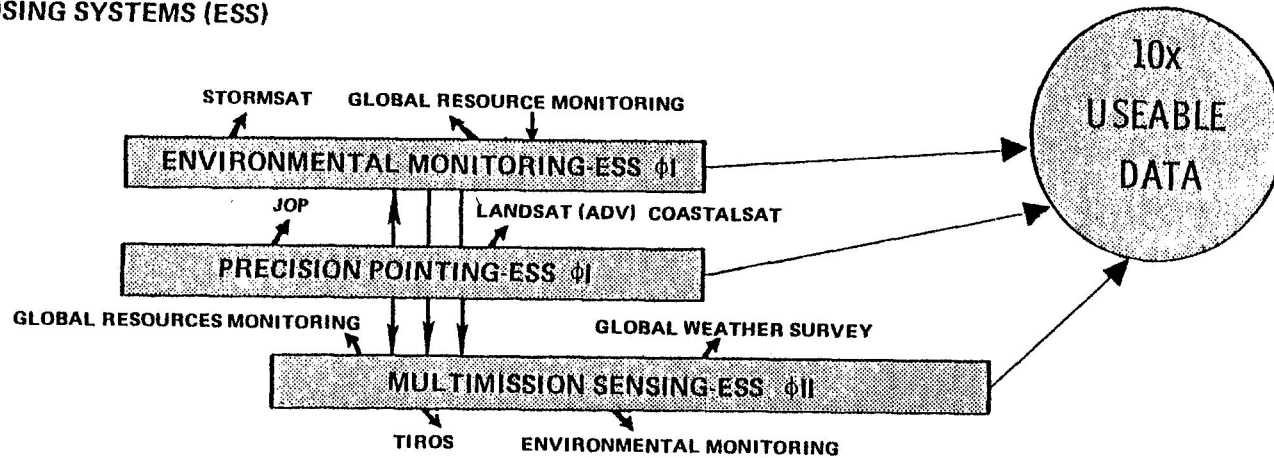 OSING SYSTEMS (ESS)
10x
USEABLE
DATA
STORMSAT GLOBAL RESOURCE MONITORING
ENVIRONMENTAL MONITORING-ESS ϕI
JOP LANDSAT (ADV) COASTALSAT
PRECISION POINTING-ESS ϕI
GLOBAL RESOURCES MONITORING GLOBAL WEATHER SURVEY
MULTIMISSION SENSING-ESS ϕII
TIROS ENVIRONMENTAL MONITORING